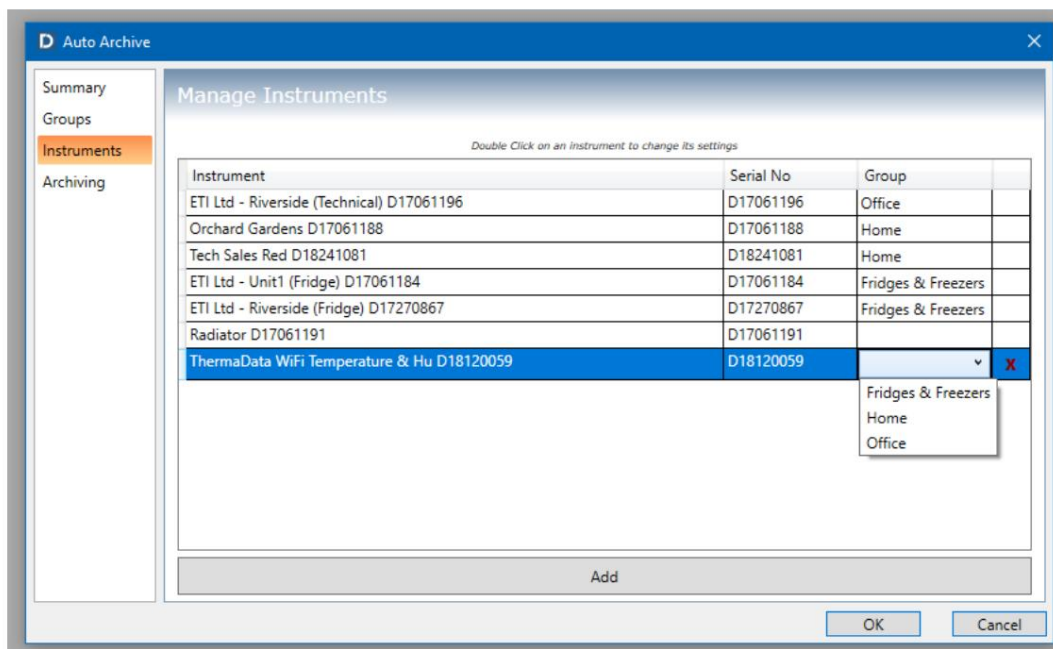 D Auto Archive
Summary
Groups
Instruments
Archiving
Manage Instruments
Double Click on an instrument to change its settings
Instrument Serial No Group
ETI Ltd - Riverside (Technical) D17061196 D17061196 Office
Orchard Gardens D17061188 D17061188 Home
Tech Sales Red D18241081 D18241081 Home
ETI Ltd - Unit1 (Fridge) D17061184 D17061184 Fridges & Freezers
ETI Ltd - Riverside (Fridge) D17270867 D17270867 Fridges & Freezers
Radiator D17061191 D17061191
ThermaData WiFi Temperature & Hu D18120059 D18120059 X
Fridges & Freezers
Home
Office
Add
OK Cancel